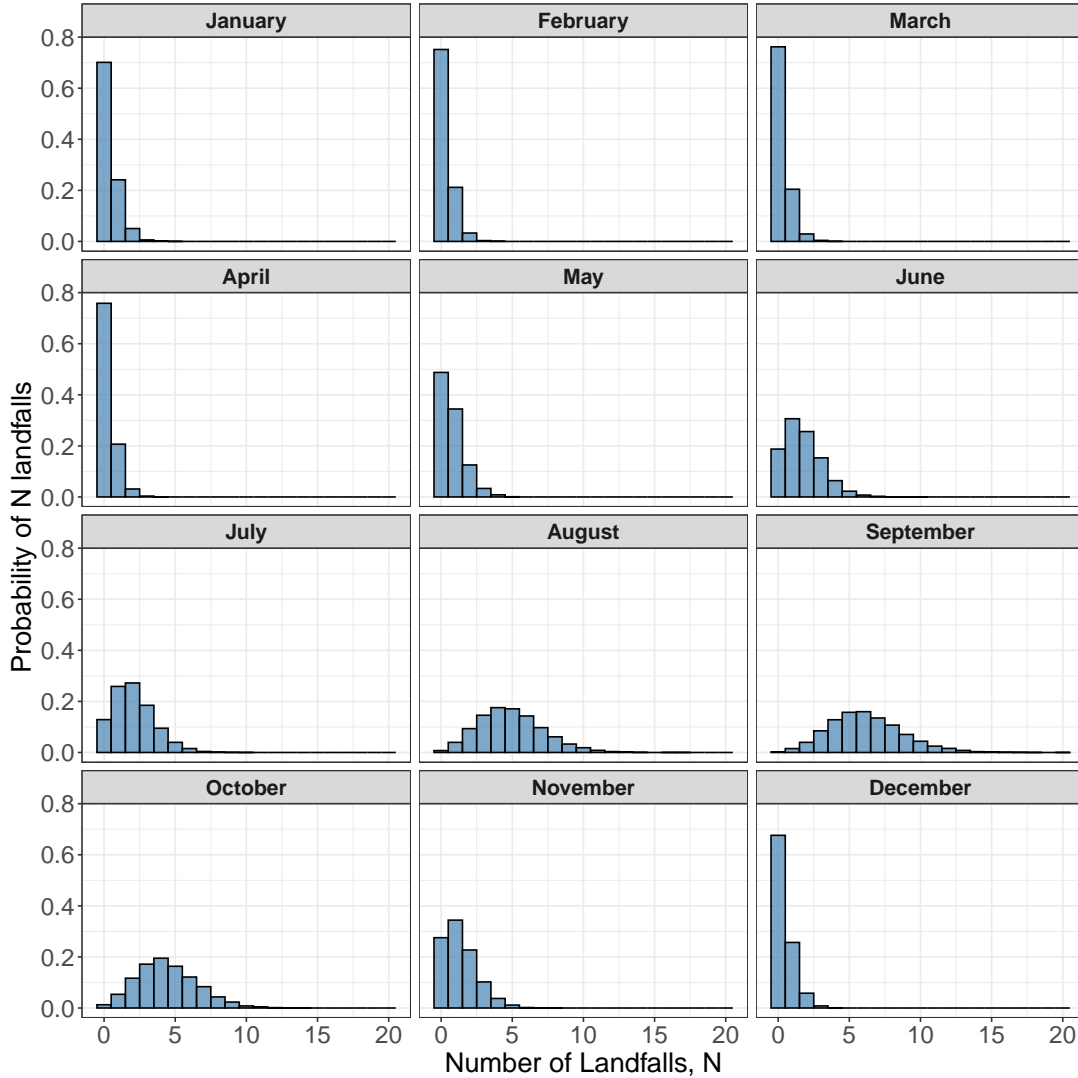 January February March
0.8
0.6
0.4
0.2
0.0
April May June
0.8
0.6
0.4
0.2
0.0
July August September
0.8
0.6
0.4
0.2
0.0
October November December
0.8
0.6
0.4
0.2
0.0
0 5 10 15 20 0 5 10 15 20 0 5 10 15 20
Number of Landfalls, N
Probability of N landfalls